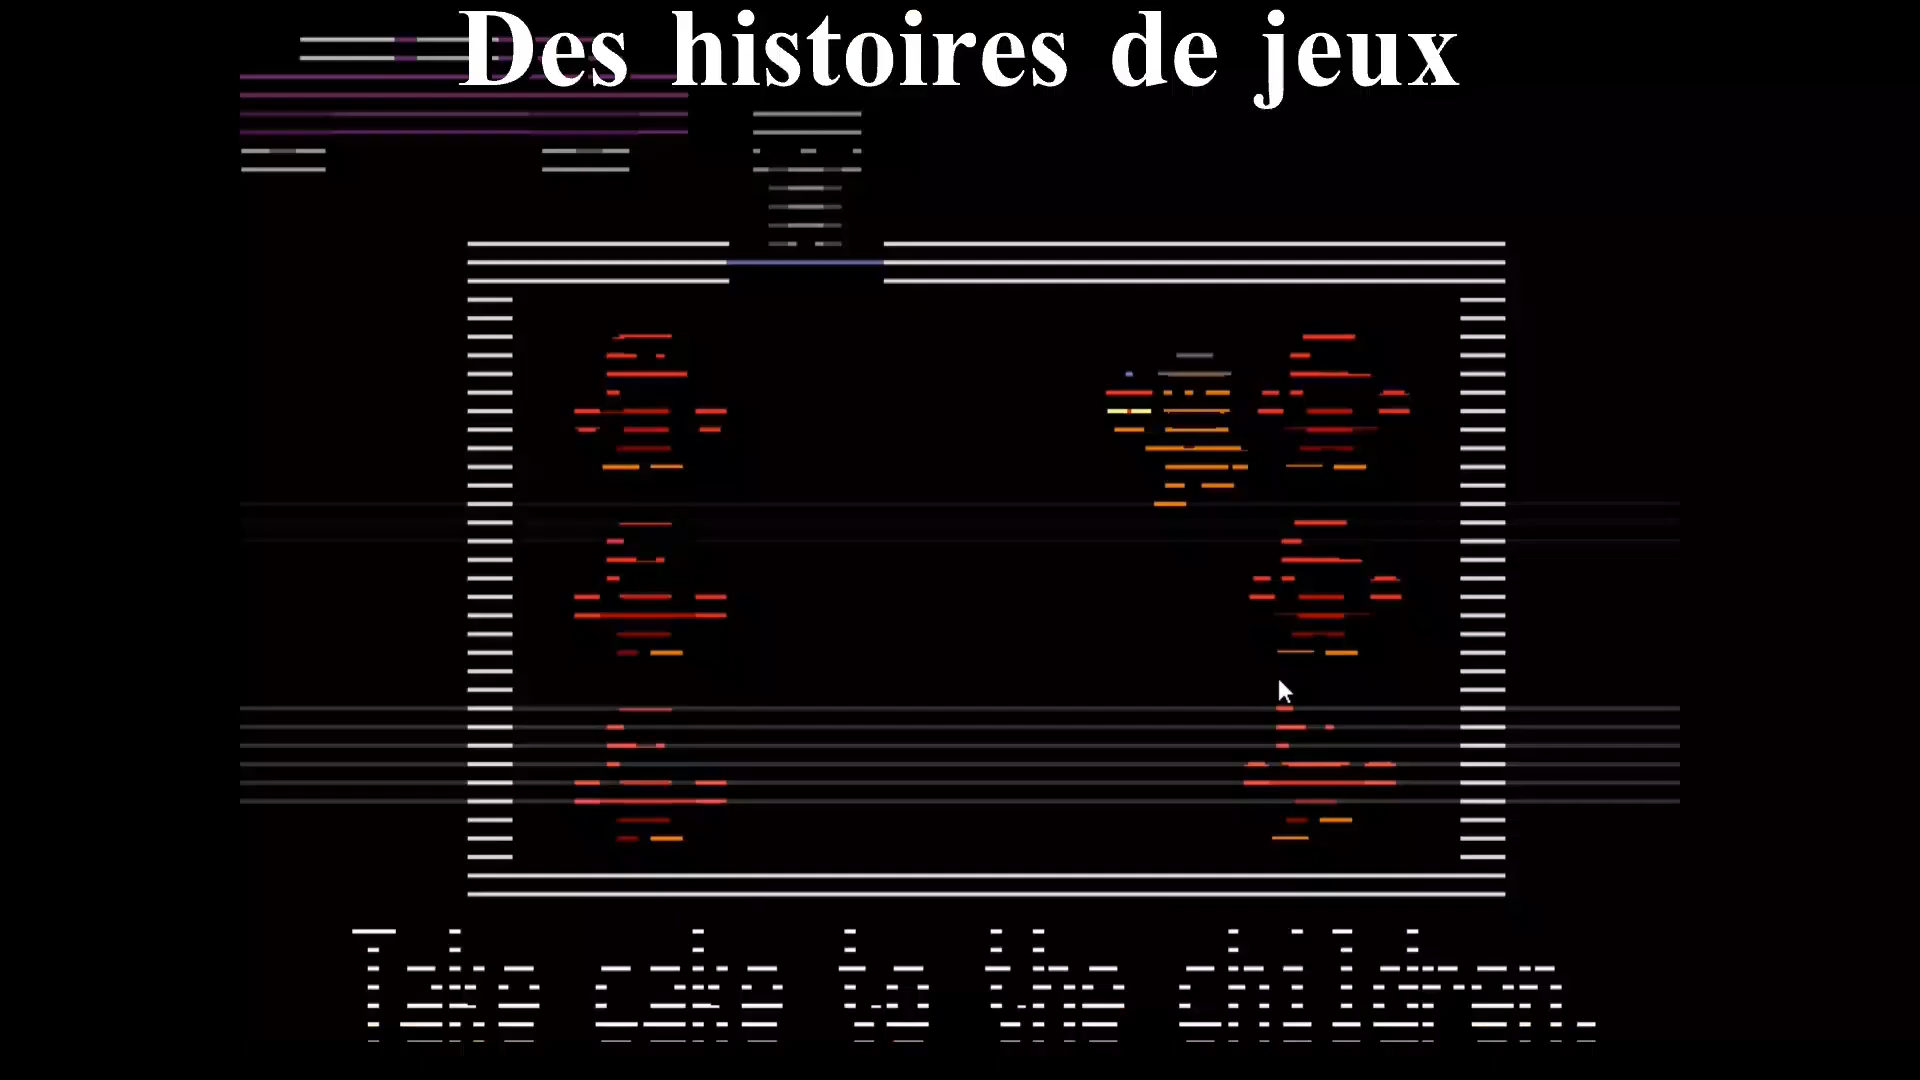 Des histoires de jeux
Take cake to the children.